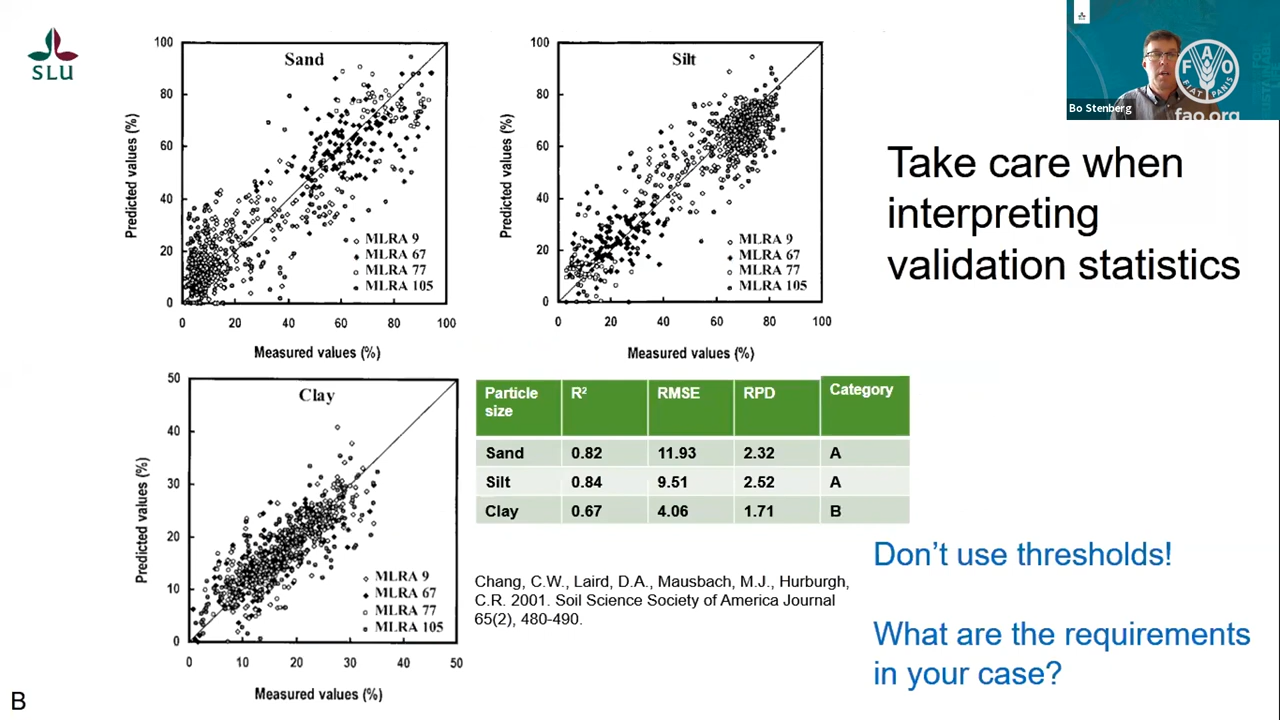 SLU
Sand
Predicted values (%)
100
80
60
40
20
0
MLRA 9
MLRA 67
MLRA 77
MLRA 105
0 20 40 60 80 100
Measured values (%)
Silt
Predicted values (%)
100
80
60
40
20
0
MLRA 9
MLRA 67
MLRA 77
MLRA 105
0 20 40 60 80 100
Measured values (%)
FAO
FIAT PANIS
fao.org
Bo Stenberg
Take care when
interpreting
validation statistics
Clay
Predicted values (%)
50
40
30
20
10
0
MLRA 9
MLRA 67
MLRA 77
MLRA 105
0 10 20 30 40 50
Measured values (%)
Particle size R² RMSE RPD Category
Sand 0.82 11.93 2.32 A
Silt 0.84 9.51 2.52 A
Clay 0.67 4.06 1.71 B
Chang, C.W., Laird, D.A., Mausbach, M.J., Hurburgh,
C.R. 2001. Soil Science Society of America Journal
65(2), 480-490.
Don't use thresholds!
What are the requirements
in your case?
B